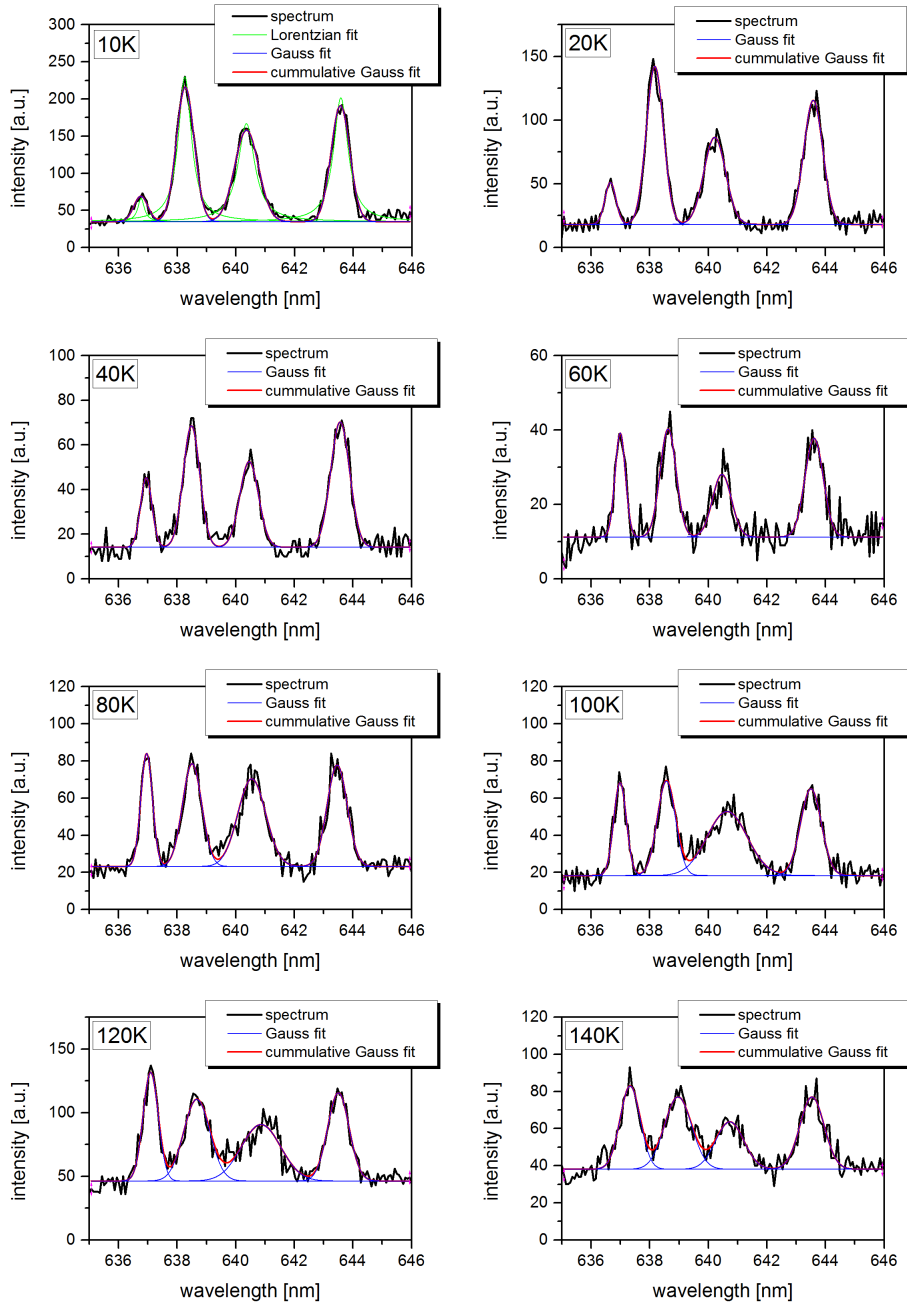 10K
spectrum
Lorentzian fit
Gauss fit
cummulative Gauss fit
intensity [a.u.]
300
250
200
150
100
50
0
636 638 640 642 644 646
wavelength [nm]
20K
spectrum
Gauss fit
cummulative Gauss fit
intensity [a.u.]
150
100
50
0
636 638 640 642 644 646
wavelength [nm]
40K
spectrum
Gauss fit
cummulative Gauss fit
intensity [a.u.]
100
80
60
40
20
0
636 638 640 642 644 646
wavelength [nm]
60K
spectrum
Gauss fit
cummulative Gauss fit
intensity [a.u.]
60
40
20
0
636 638 640 642 644 646
wavelength [nm]
80K
spectrum
Gauss fit
cummulative Gauss fit
intensity [a.u.]
120
100
80
60
40
20
0
636 638 640 642 644 646
wavelength [nm]
100K
spectrum
Gauss fit
cummulative Gauss fit
intensity [a.u.]
120
100
80
60
40
20
0
636 638 640 642 644 646
wavelength [nm]
120K
spectrum
Gauss fit
cummulative Gauss fit
intensity [a.u.]
150
100
50
0
636 638 640 642 644 646
wavelength [nm]
140K
spectrum
Gauss fit
cummulative Gauss fit
intensity [a.u.]
120
100
80
60
40
20
0
636 638 640 642 644 646
wavelength [nm]